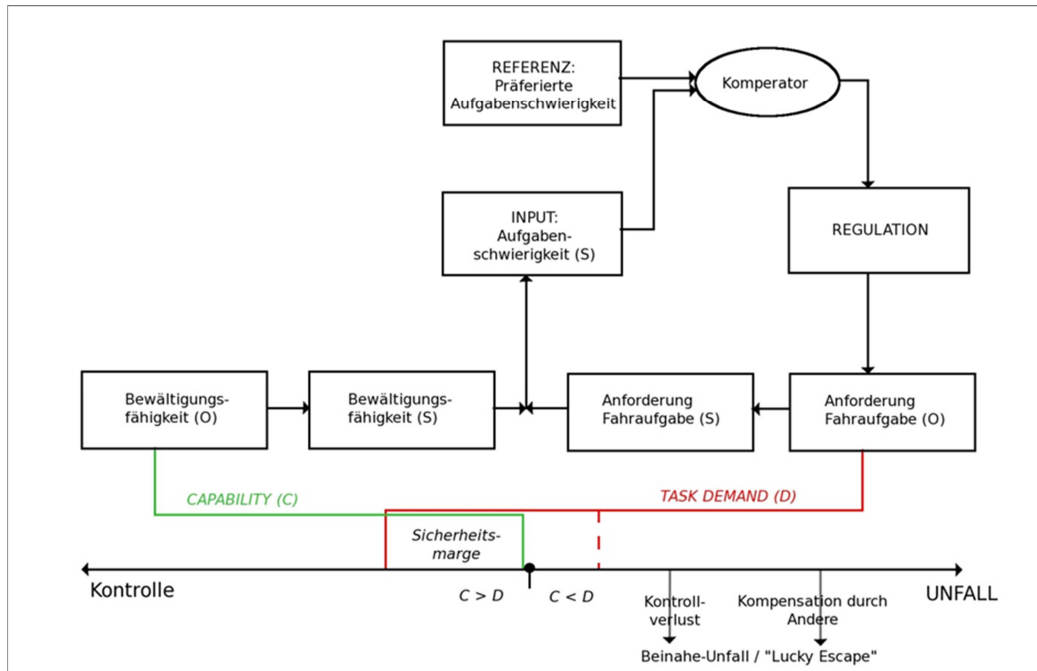 REFERENZ:
Präferierte
Aufgabenschwierigkeit
Komperator
INPUT:
Aufgaben-
schwierigkeit (S)
REGULATION
Bewältigungs-
fähigkeit (O)
Bewältigungs-
fähigkeit (S)
Anforderung
Fahraufgabe (S)
Anforderung
Fahraufgabe (O)
CAPABILITY (C)
TASK DEMAND (D)
Sicherheits-
marge
Kontrolle
C > D
C < D
Kontroll-
verlust
Kompensation durch
Andere
UNFALL
Beinahe-Unfall / "Lucky Escape"